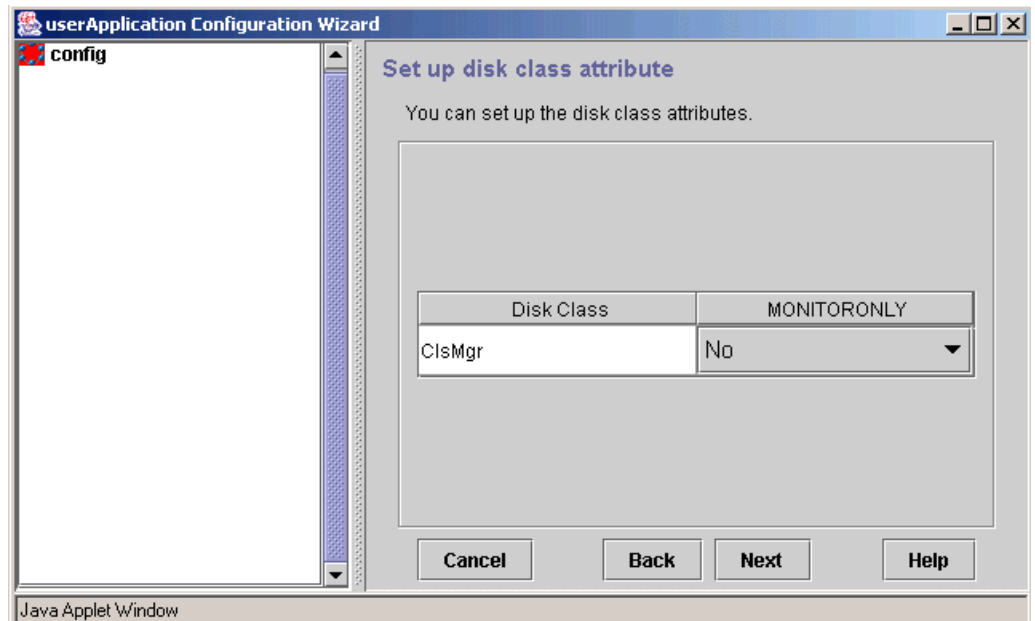 userApplication Configuration Wizard
config
Set up disk class attribute
You can set up the disk class attributes.
Disk Class MONITORONLY
ClsMgr No
Cancel Back Next Help
Java Applet Window